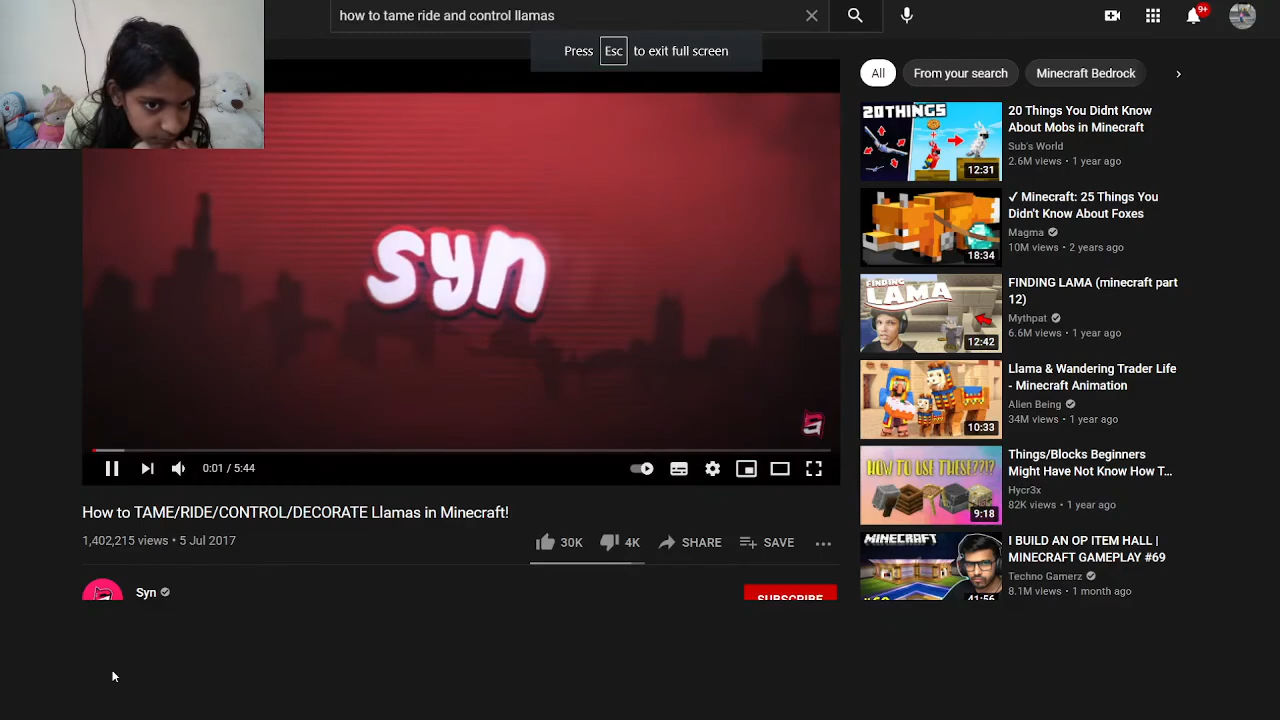 how to tame ride and control llamas
9+
Press Esc to exit full screen
All
From your search
Minecraft Bedrock
syn
20 THINGS
12:31
20 Things You Didnt Know
About Mobs in Minecraft
Sub's World
2.6M views • 1 year ago
18:34
✓ Minecraft: 25 Things You
Didn't Know About Foxes
Magma
10M views • 2 years ago
FINDING
LAMA
12:42
FINDING LAMA (minecraft part
12)
Mythpat
6.6M views • 1 year ago
10:33
Llama & Wandering Trader Life
- Minecraft Animation
Alien Being
34M views • 1 year ago
HOW TO USE THESE??!?
9:18
Things/Blocks Beginners
Might Have Not Know How T...
Hycr3x
82K views • 1 year ago
MINECRAFT
41:56
I BUILD AN OP ITEM HALL |
MINECRAFT GAMEPLAY #69
Techno Gamerz
8.1M views • 1 month ago
0:01 / 5:44
How to TAME/RIDE/CONTROL/DECORATE Llamas in Minecraft!
1,402,215 views • 5 Jul 2017
30K
4K
SHARE
SAVE
Syn
SUBSCRIBE